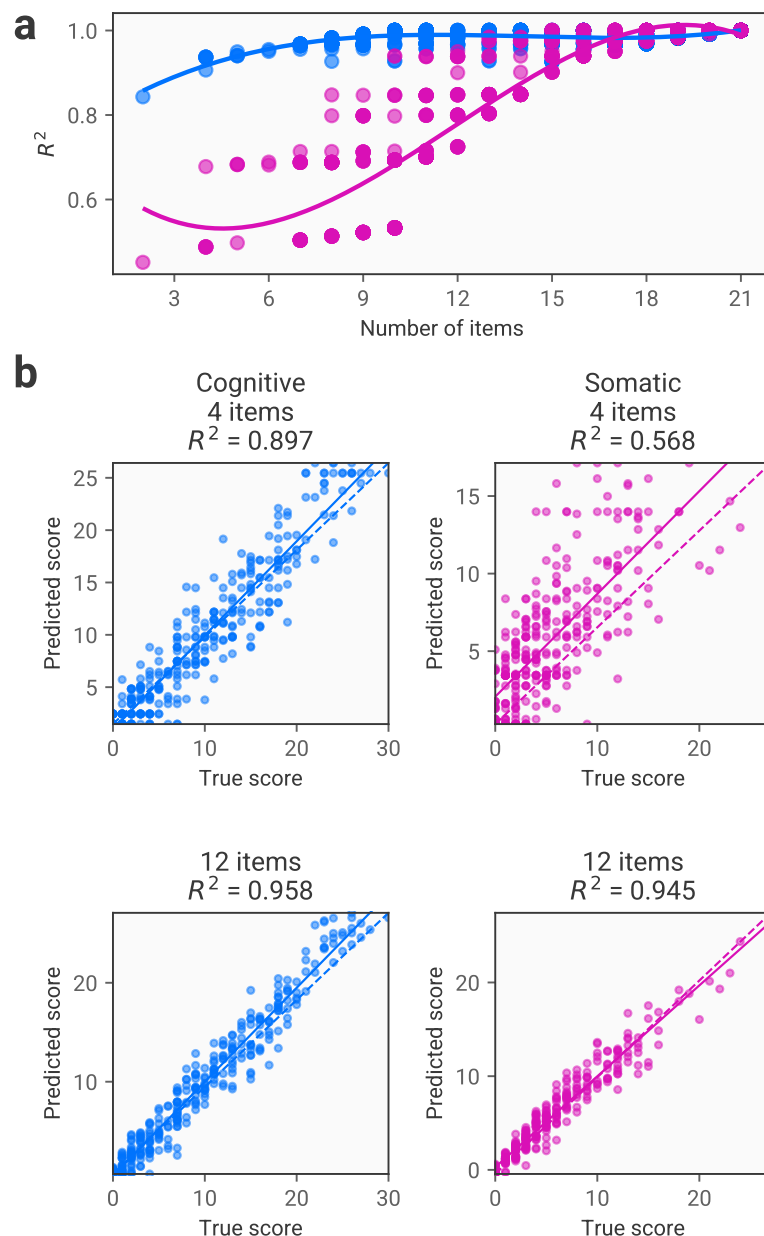 a
1.0
0.8
0.6
R²
3 6 9 12 15 18 21
Number of items
b
Cognitive
4 items
R² = 0.897
25
20
15
10
5
Predicted score
0 10 20 30
True score
Somatic
4 items
R² = 0.568
15
10
5
Predicted score
0 10 20
True score
12 items
R² = 0.958
20
10
Predicted score
0 10 20 30
True score
12 items
R² = 0.945
20
10
0
Predicted score
0 10 20
True score